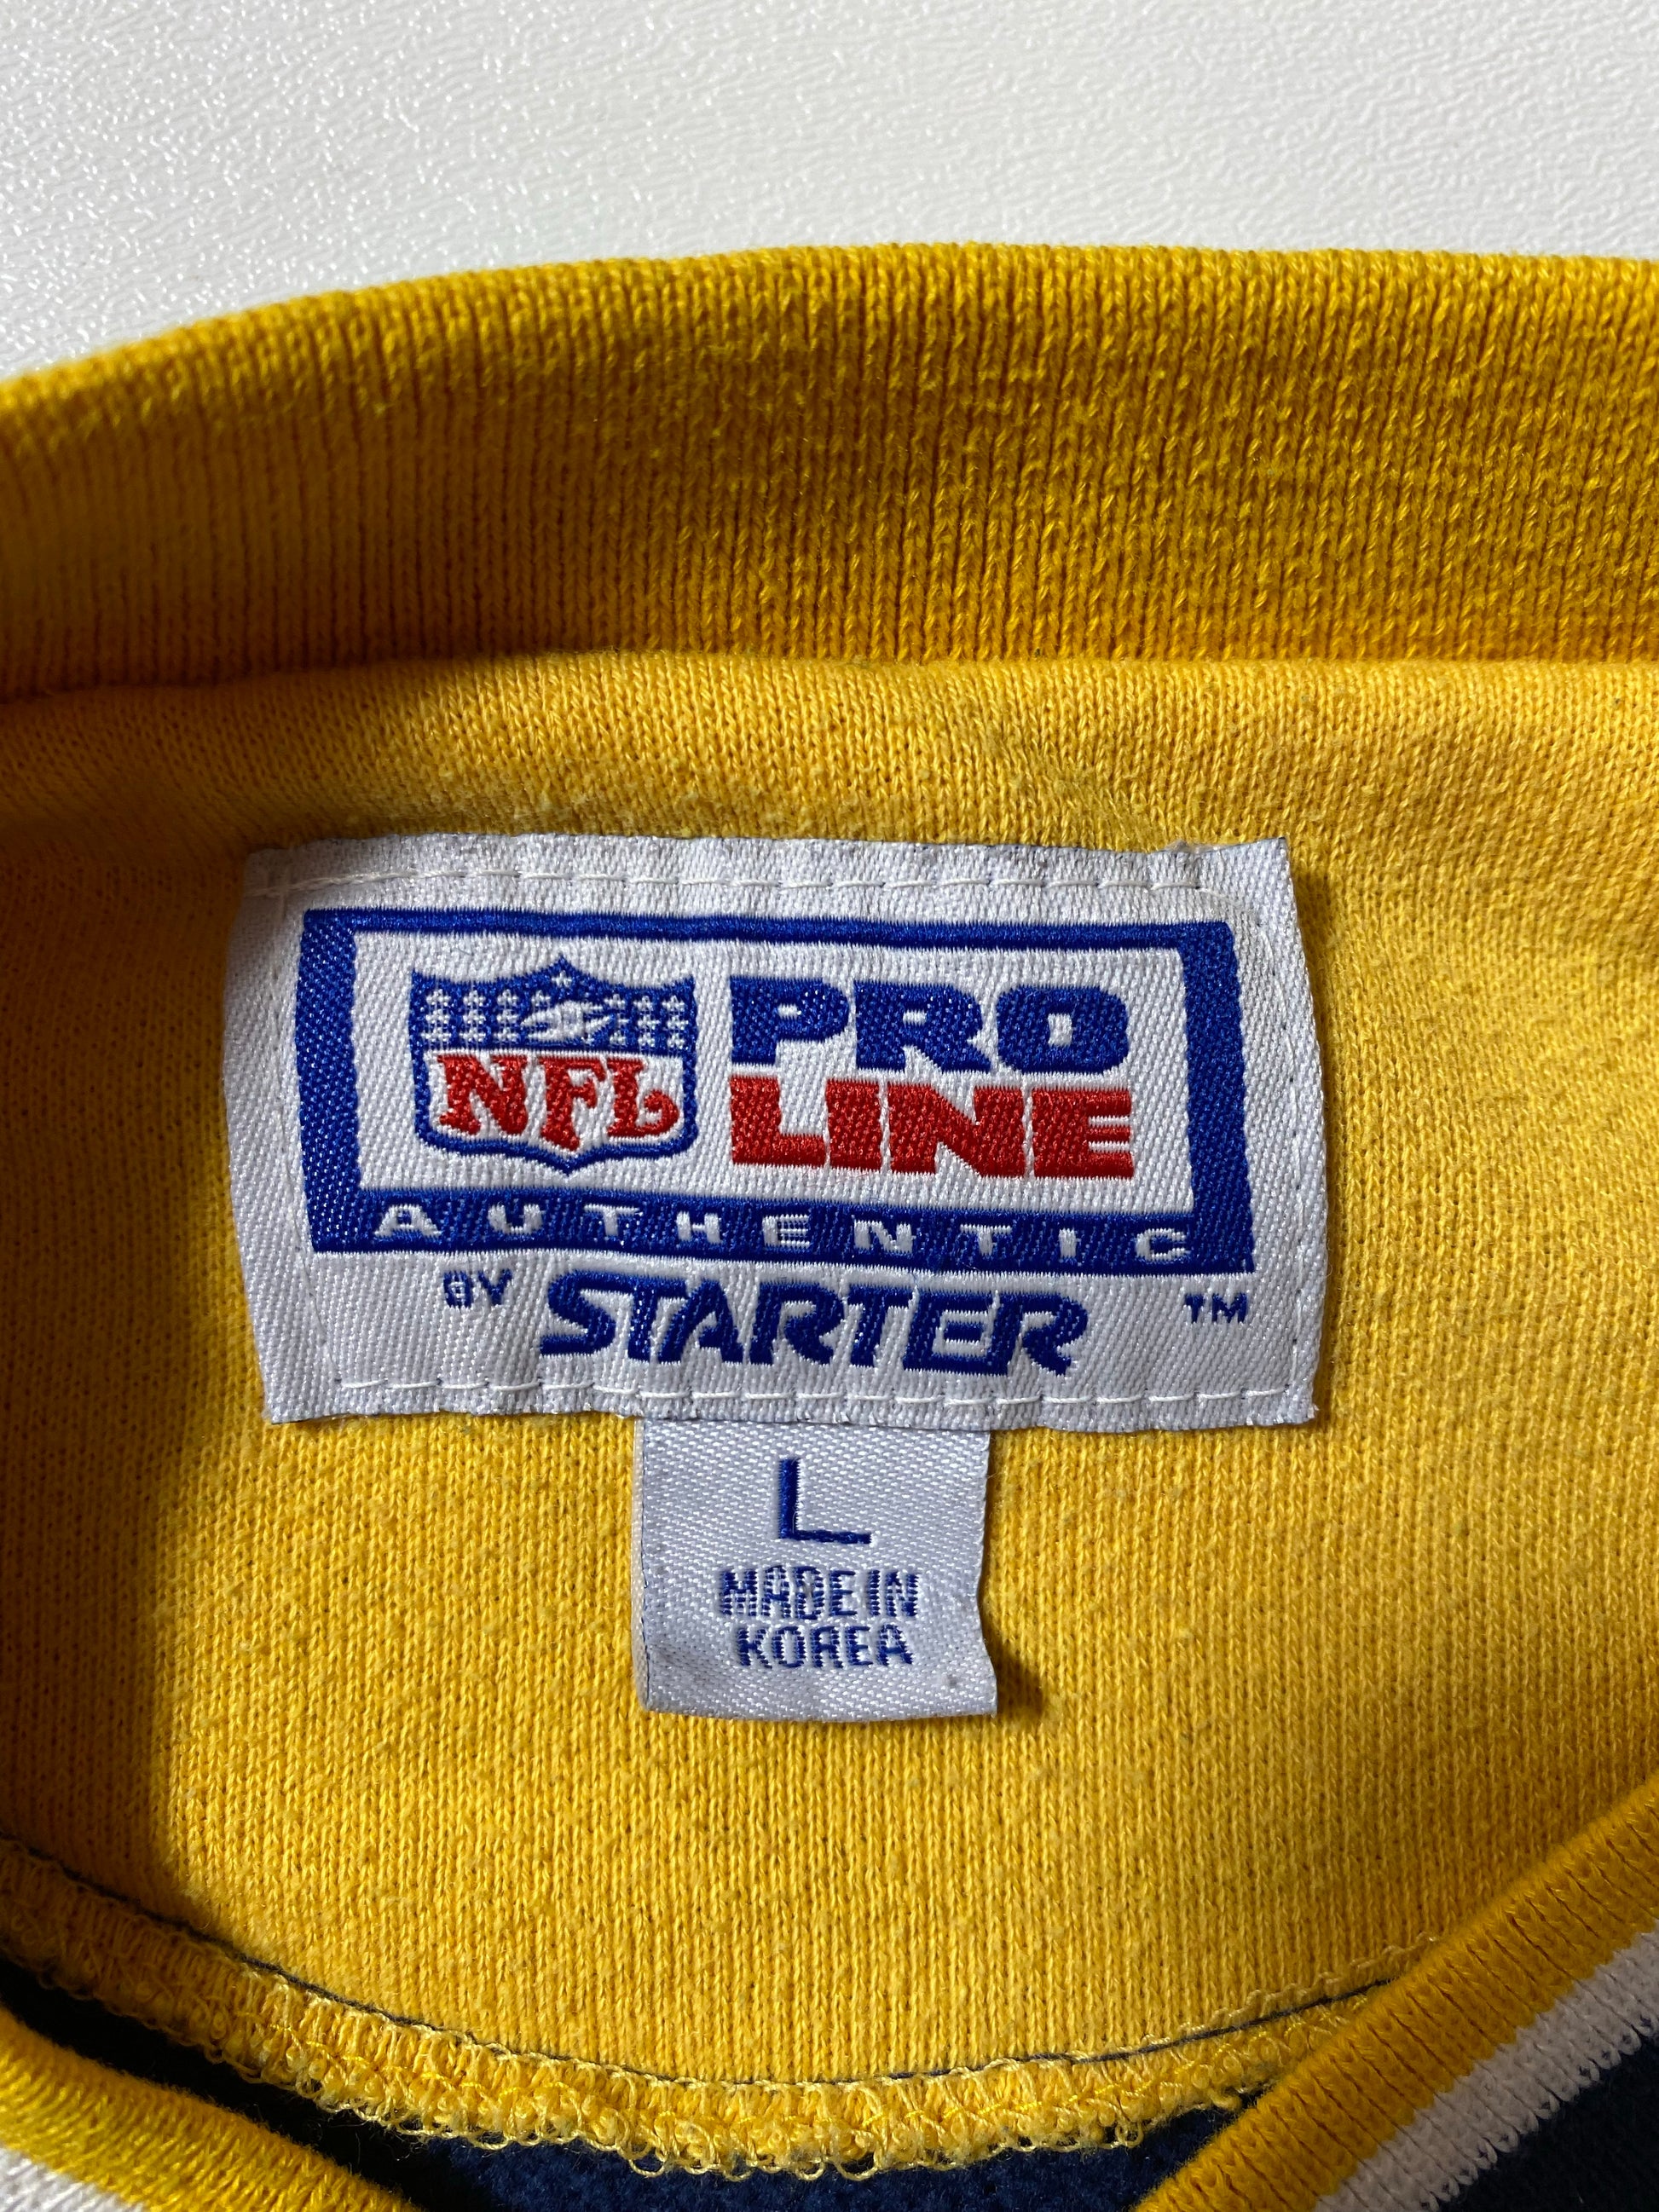 NFL
PRO
LINE
AUTHENTIC
BY STARTER ™
L
MADE IN
KOREA